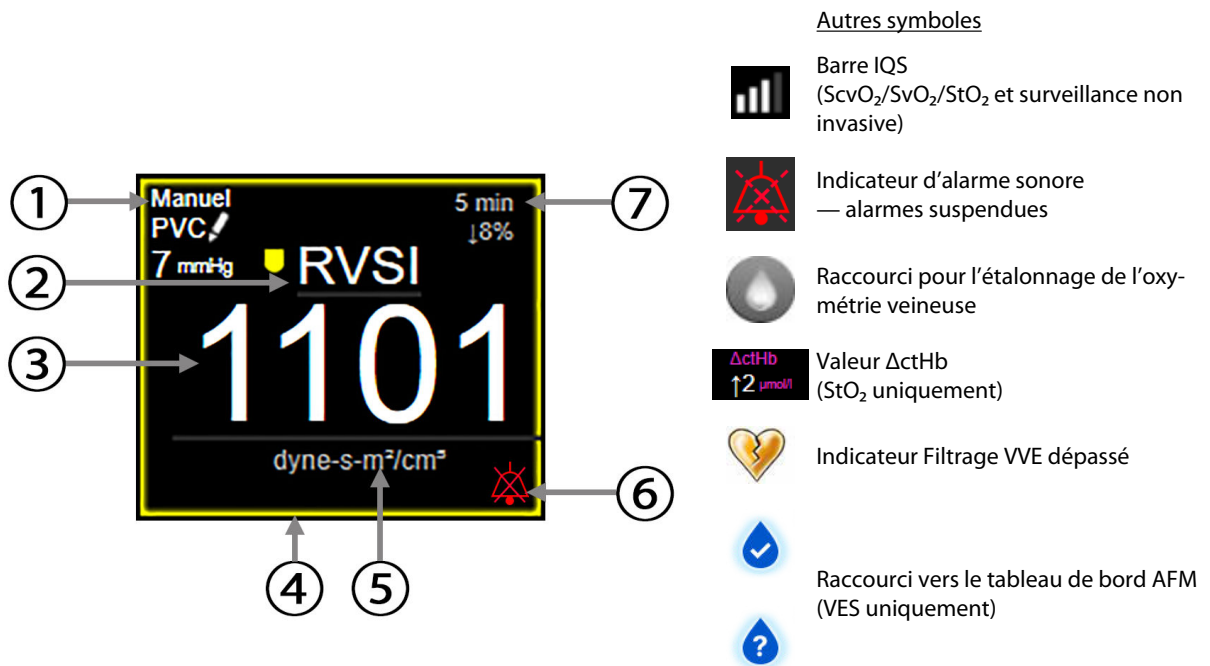 Autres symboles
Barre IQS
(ScvO₂/SvO₂/StO₂ et surveillance non
invasive)
Indicateur d’alarme sonore
— alarmes suspendues
Raccourci pour l’étalonnage de l’oxy-
métrie veineuse
ΔctHb
↑2 µmol/l
Valeur ΔctHb
(StO₂ uniquement)
Indicateur Filtrage VVE dépassé
Raccourci vers le tableau de bord AFM
(VES uniquement)
?
1
Manuel
5 min
7
PVC
↓8%
7 mmHg
2
RVSI
3
1101
dyne-s-m²/cm⁵
6
4
5